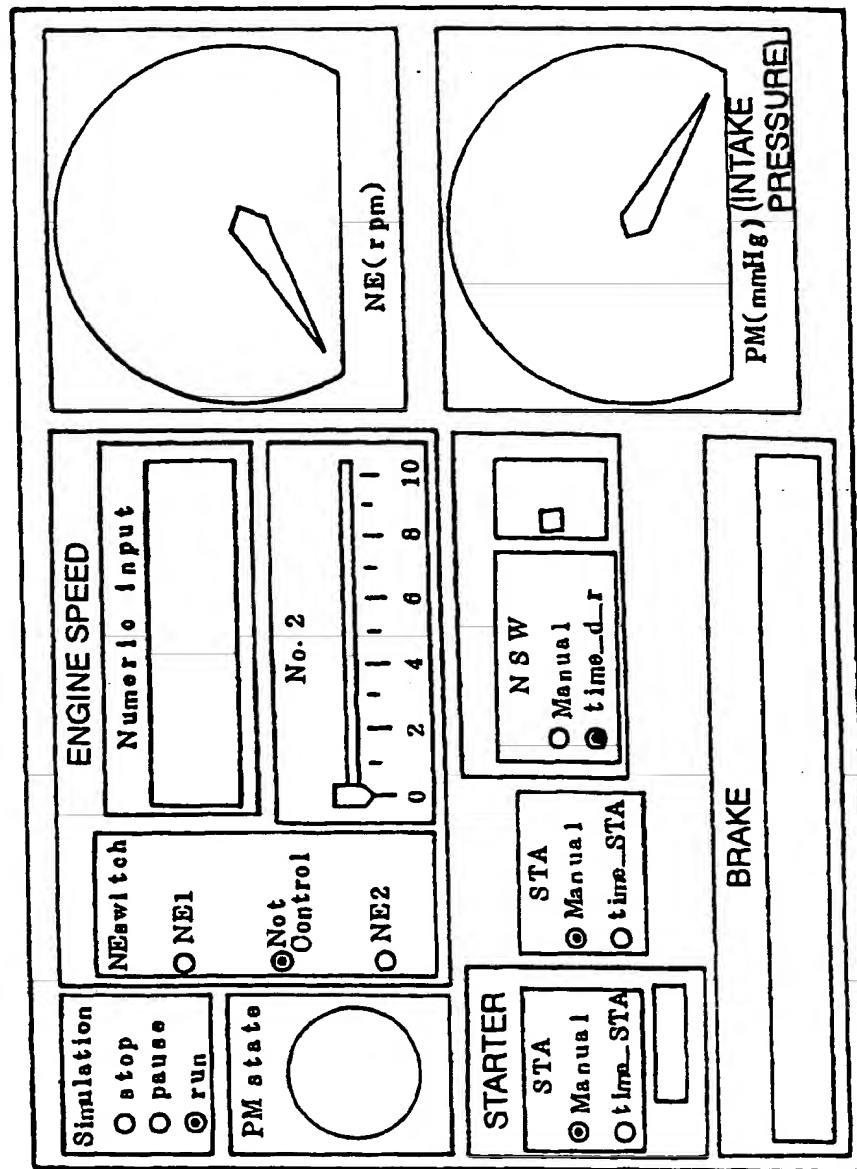 Simulation
stop
pause
run
PM state
ENGINE SPEED
NEswitch
NE1
Not
Control
NE2
Numeric input
No.2
0 2 4 6 8 10
NE(rpm)
STARTER
STA
Manual
time_STA
STA
Manual
time_STA
NSW
Manual
time_d_r
PM(mmHg) (INTAKE
PRESSURE)
BRAKE